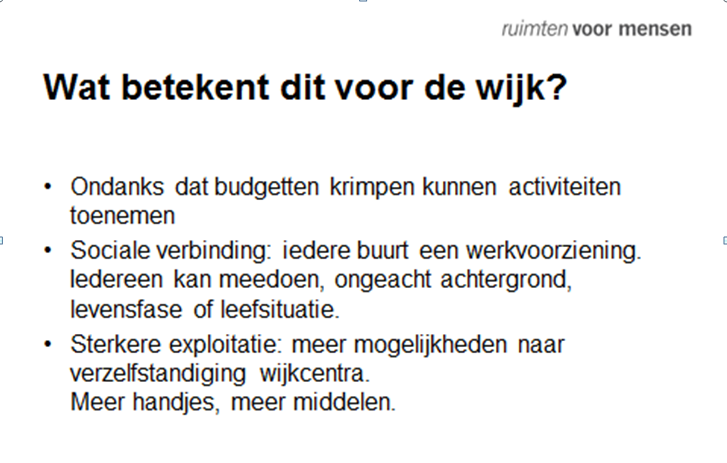 ruimten voor mensen
Wat betekent dit voor de wijk?
• Ondanks dat budgetten krimpen kunnen activiteiten
toenemen
• Sociale verbinding: iedere buurt een werkvoorziening.
Iedereen kan meedoen, ongeacht achtergrond,
levensfase of leefsituatie.
• Sterkere exploitatie: meer mogelijkheden naar
verzelfstandiging wijkcentra.
Meer handjes, meer middelen.